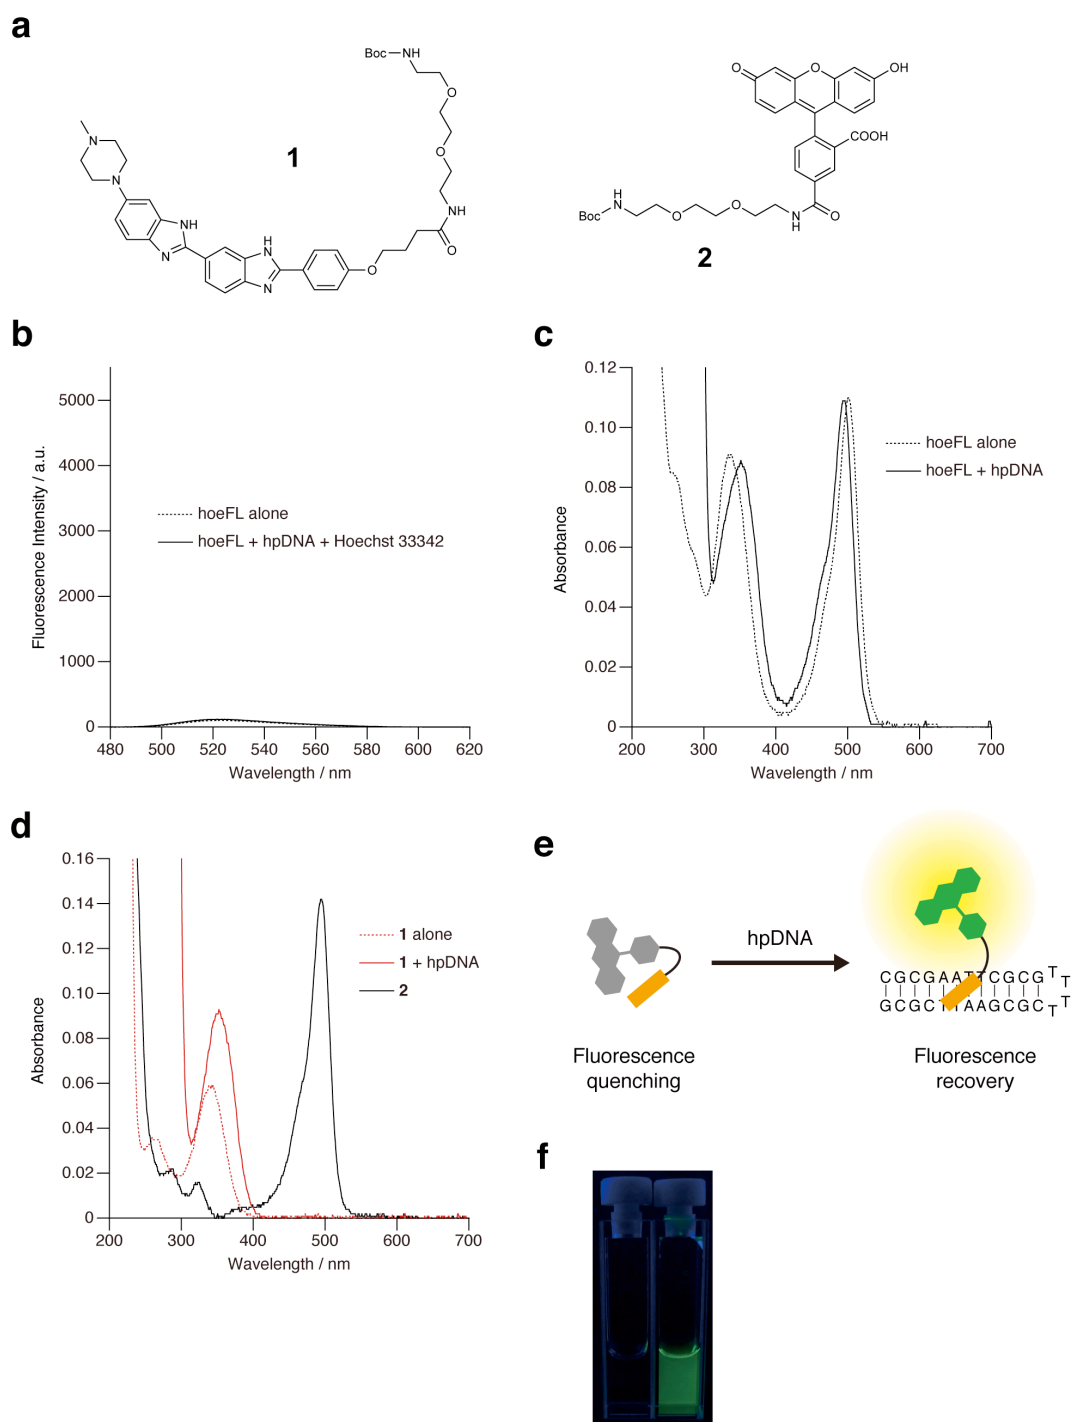 a
Boc
NH
O
O
NH
O
O
N
N
NH
N
H
N
N
1
O
O
OH
COOH
Boc
H
N
O
O
N
H
O
2
b
Fluorescence Intensity / a.u.
5000
4000
3000
2000
1000
0
hoeFL alone
hoeFL + hpDNA + Hoechst 33342
480 500 520 540 560 580 600 620
Wavelength / nm
c
Absorbance
0.12
0.10
0.08
0.06
0.04
0.02
0
hoeFL alone
hoeFL + hpDNA
200 300 400 500 600 700
Wavelength / nm
d
Absorbance
0.16
0.14
0.12
0.10
0.08
0.06
0.04
0.02
0
1 alone
1 + hpDNA
2
200 300 400 500 600 700
Wavelength / nm
e
hpDNA
CGCGAATTCGCG
T
T
T
T
GCGCTTAAGCGC
Fluorescence
quenching
Fluorescence
recovery
f